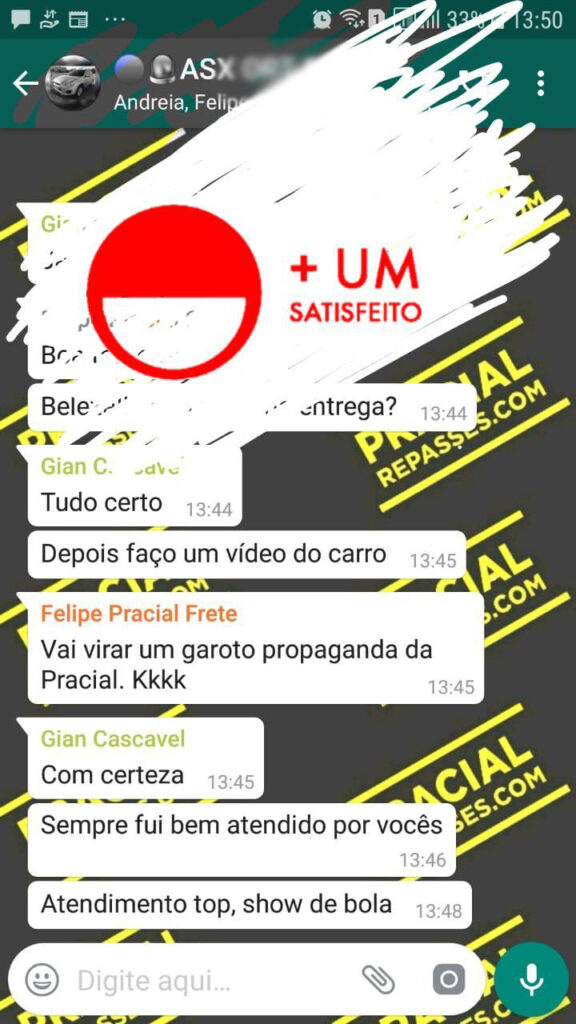 33% 13:50
ASX
Andreia, Felipe
+ UM
SATISFEITO
entrega? 13:44
PRACIAL
REPASSES.COM
Gian Cascavel
Tudo certo 13:44
Depois faço um vídeo do carro 13:45
Felipe Pracial Frete
Vai virar um garoto propaganda da
Pracial. Kkkk
13:45
Gian Cascavel
Com certeza 13:45
Sempre fui bem atendido por vocês
13:46
Atendimento top, show de bola 13:48
Digite aqui...